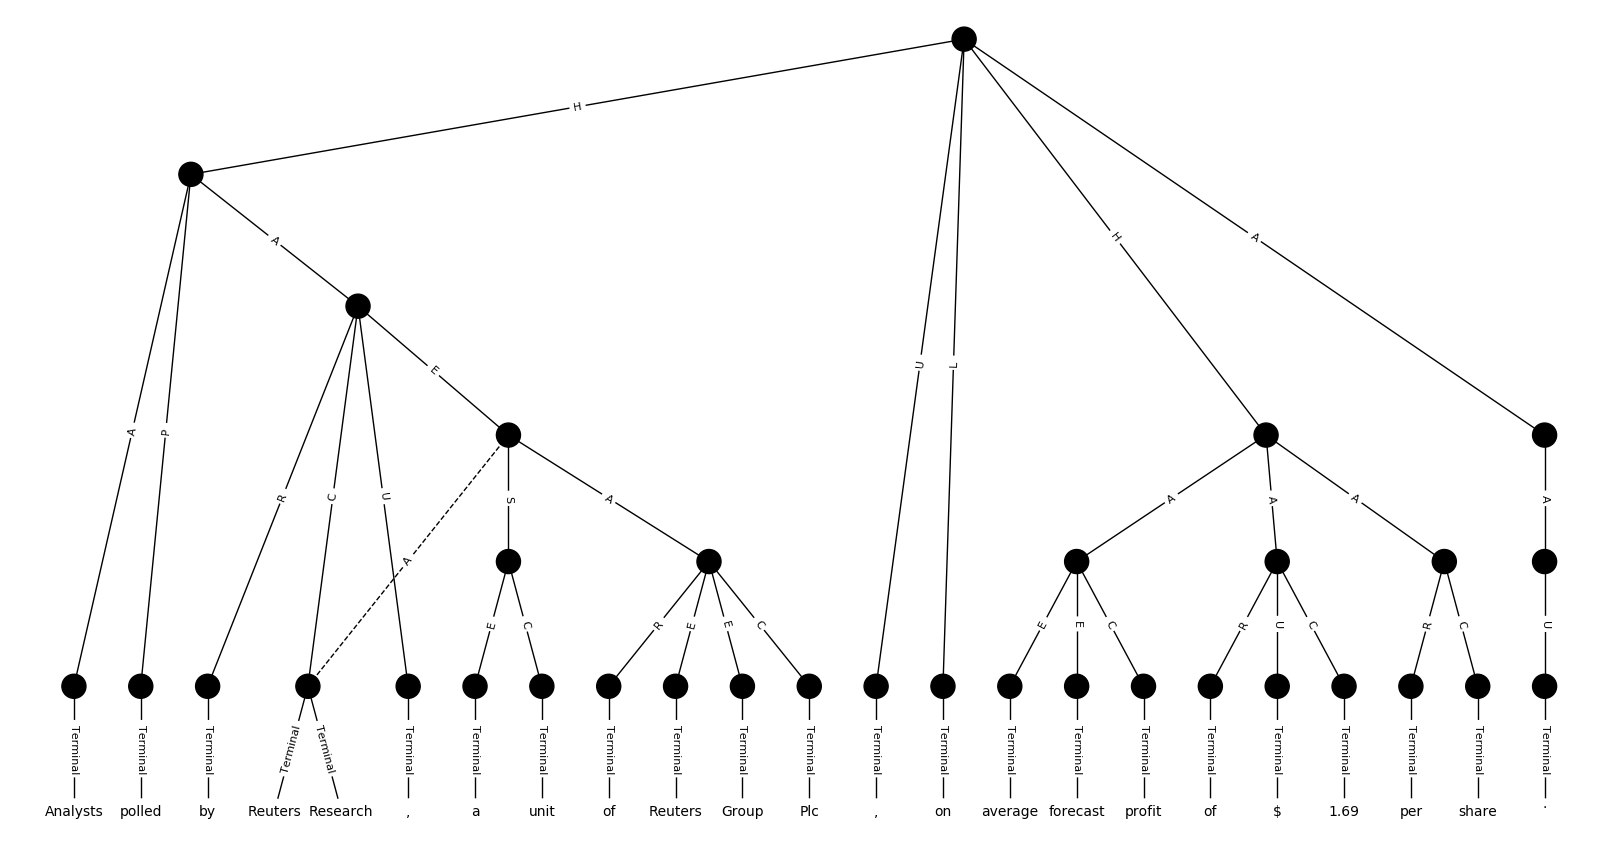 H
A
H
A
A
E
U
L
A
P
R
C
U
S
A
A
A
A
A
A
E
C
R
E
E
C
E
E
C
R
U
C
R
C
U
Terminal Terminal Terminal Terminal Terminal Terminal Terminal Terminal Terminal Terminal Terminal Terminal Terminal Terminal Terminal Terminal Terminal Terminal Terminal Terminal Terminal Terminal Terminal Terminal
Analysts polled by Reuters Research , a unit of Reuters Group Plc , on average forecast profit of $ 1.69 per share .